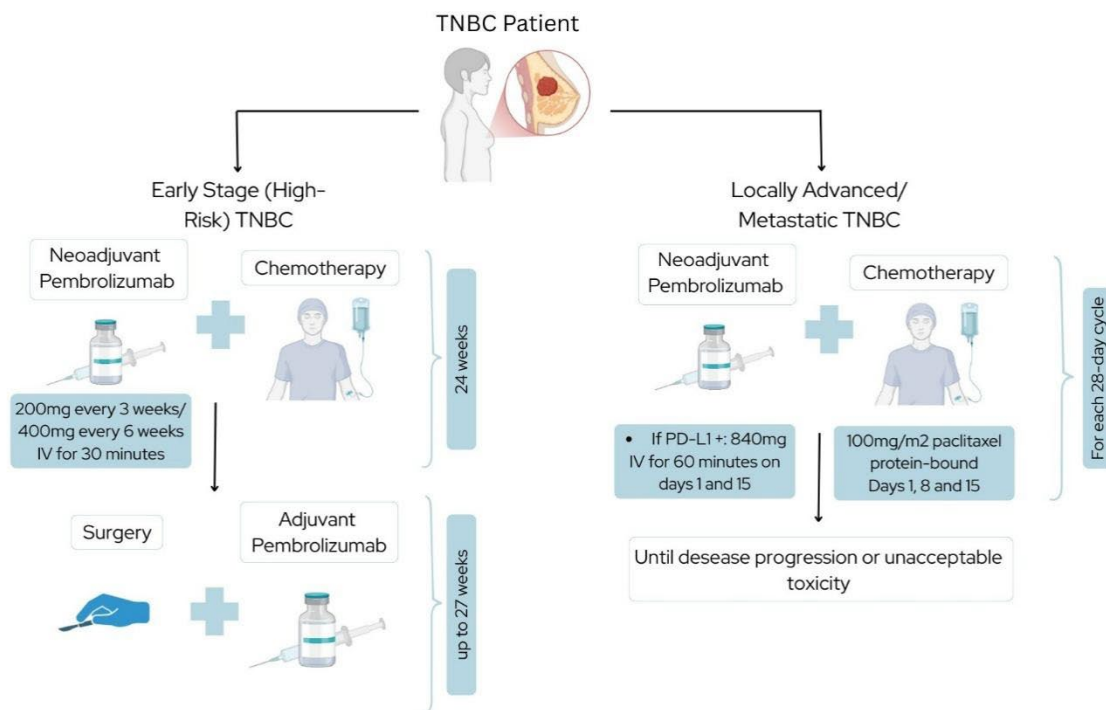 TNBC Patient
Early Stage (High-
Risk) TNBC
Neoadjuvant
Pembrolizumab
Chemotherapy
200mg every 3 weeks/
400mg every 6 weeks
IV for 30 minutes
24 weeks
Surgery
Adjuvant
Pembrolizumab
up to 27 weeks
Locally Advanced/
Metastatic TNBC
Neoadjuvant
Pembrolizumab
Chemotherapy
• If PD-L1 +: 840mg
IV for 60 minutes on
days 1 and 15
100mg/m2 paclitaxel
protein-bound
Days 1, 8 and 15
For each 28-day cycle
Until desease progression or unacceptable
toxicity